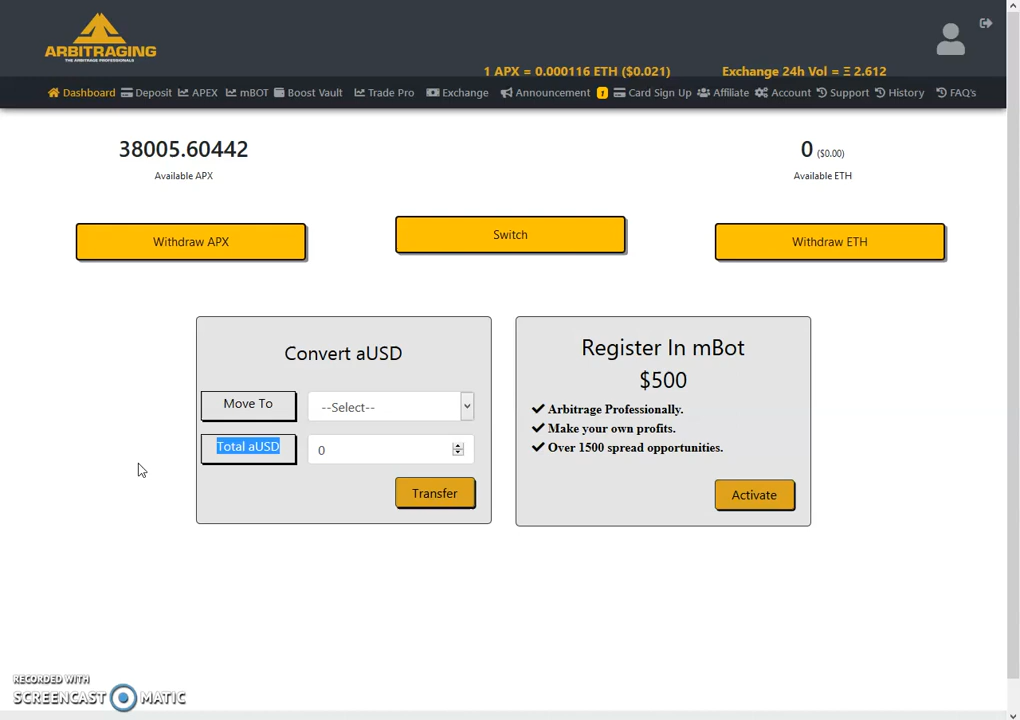 ARBITRAGING
THE ARBITRAGE PROFESSIONALS
1 APX = 0.000116 ETH ($0.021)
Exchange 24h Vol = Ξ 2.612
Dashboard Deposit APEX mBOT Boost Vault Trade Pro Exchange Announcement 1 Card Sign Up Affiliate Account Support History FAQ's
38005.60442
Available APX
0 ($0.00)
Available ETH
Withdraw APX
Switch
Withdraw ETH
Convert aUSD
Move To
--Select--
Total aUSD
0
Transfer
Register In mBot
$500
Arbitrage Professionally.
Make your own profits.
Over 1500 spread opportunities.
Activate
RECORDED WITH
SCREENCAST MATIC